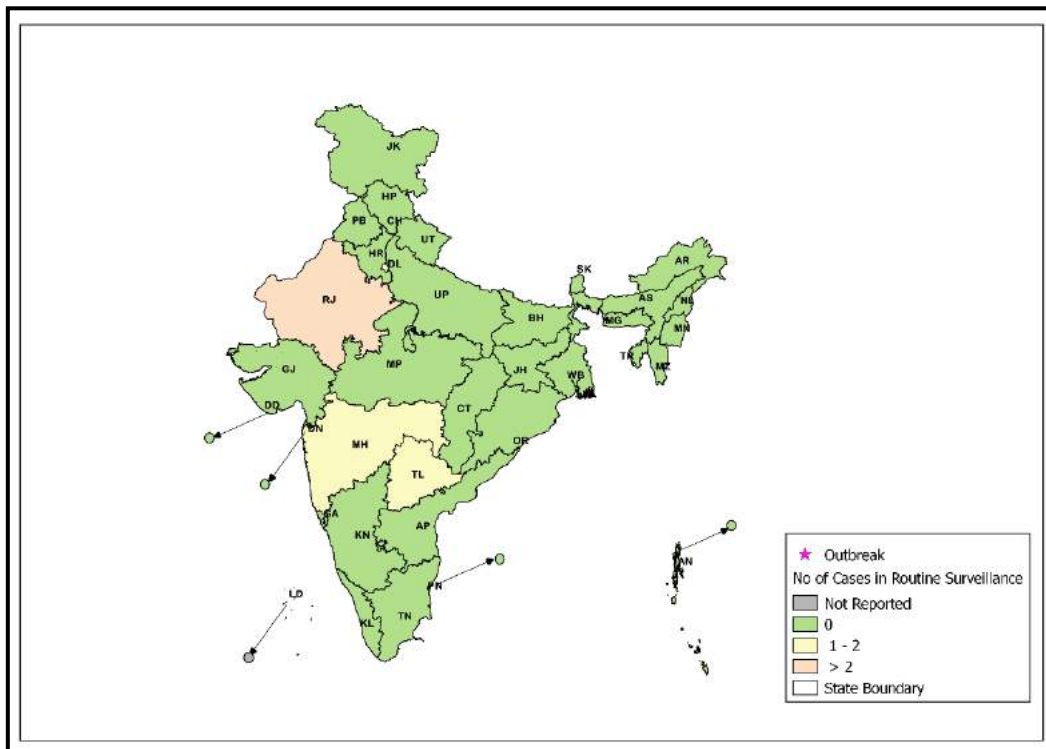 JK
HP
PB
CH
UT
HR
DL
SK
AR
RJ
UP
AS
NL
BH
MG
MN
MP
GJ
JH
TR
WB
MZ
DD
CT
DN
MH
OR
TL
GA
AP
KN
AN
PN
LD
KL
TN
Outbreak
No of Cases in Routine Surveillance
Not Reported
0
1 - 2
> 2
State Boundary